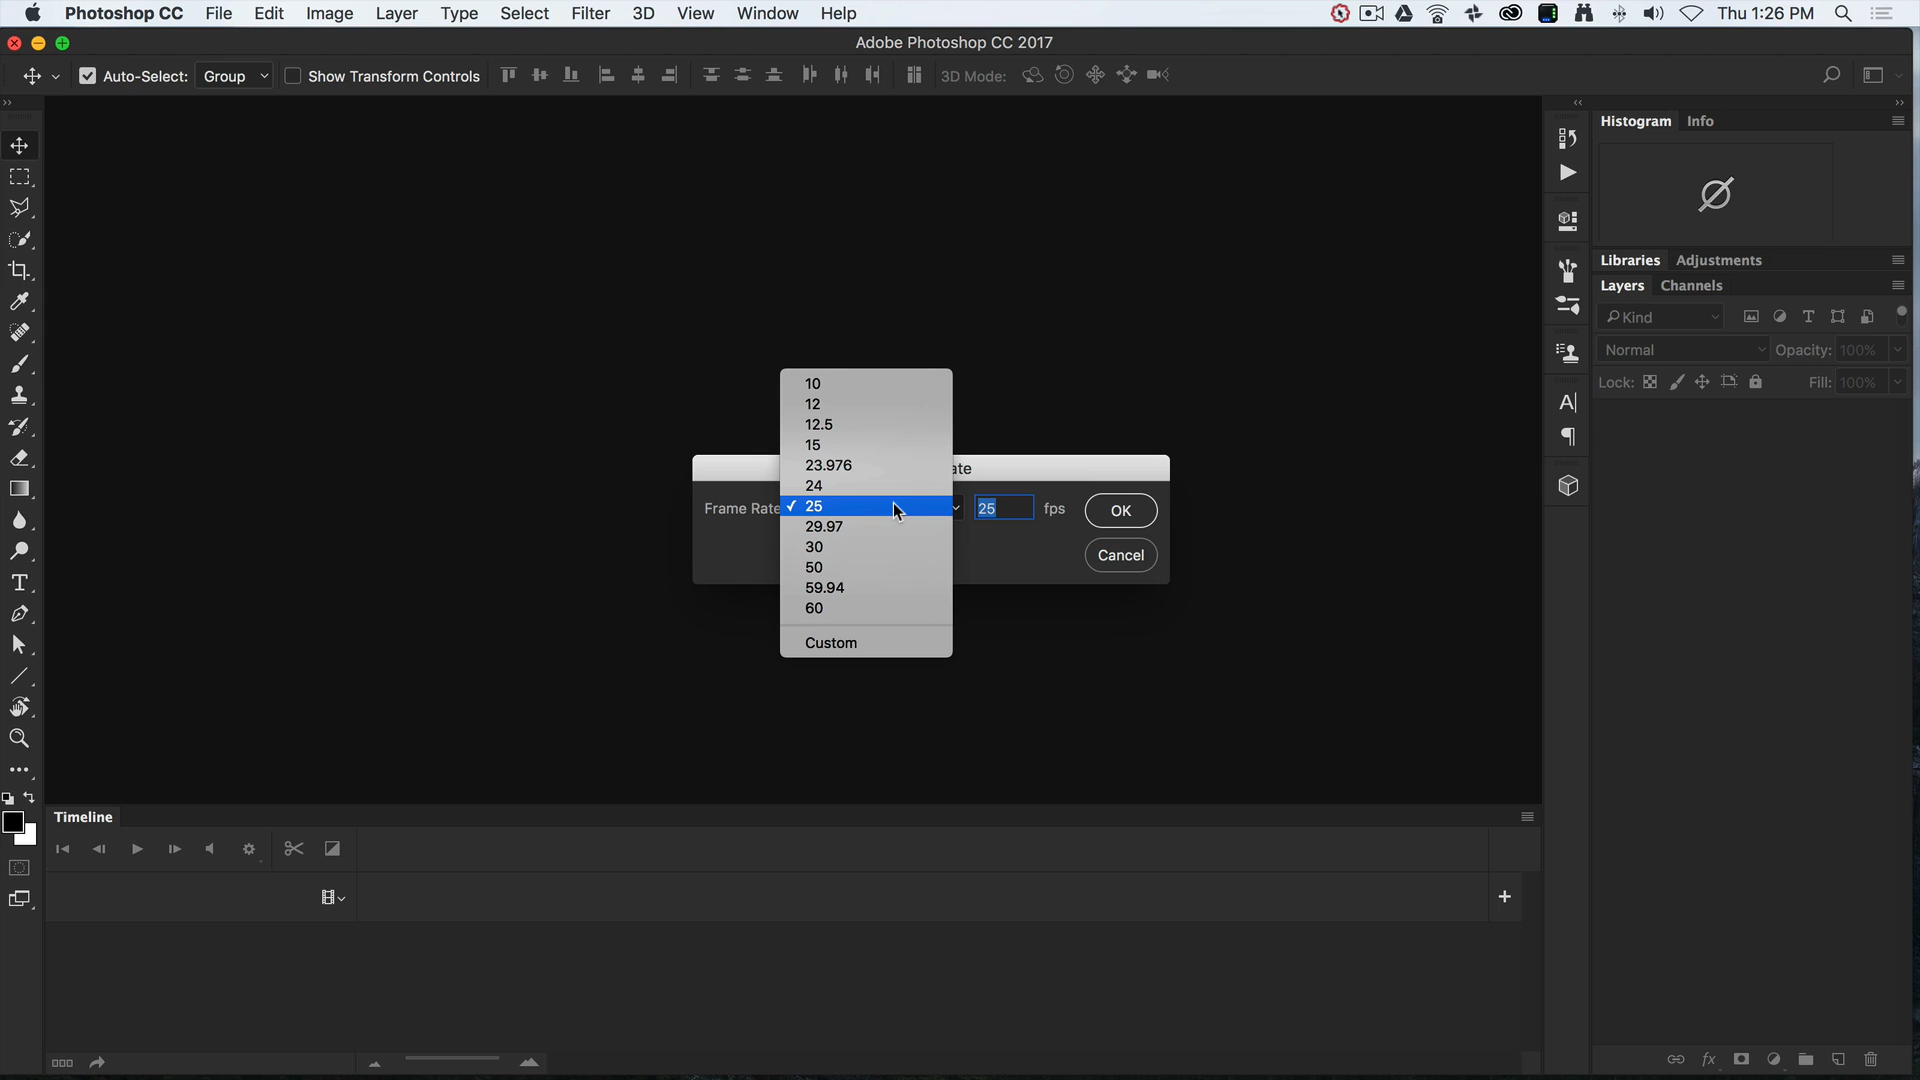 Photoshop CC File Edit Image Layer Type Select Filter 3D View Window Help Thu 1:26 PM
Adobe Photoshop CC 2017
Auto-Select: Group Show Transform Controls 3D Mode:
Histogram Info
Libraries Adjustments
Layers Channels
Kind
Normal Opacity: 100%
Lock: Fill: 100%
10
12
12.5
15
23.976
24
25
29.97
30
50
59.94
60
Custom
ate
Frame Rate 25 fps OK
Cancel
Timeline